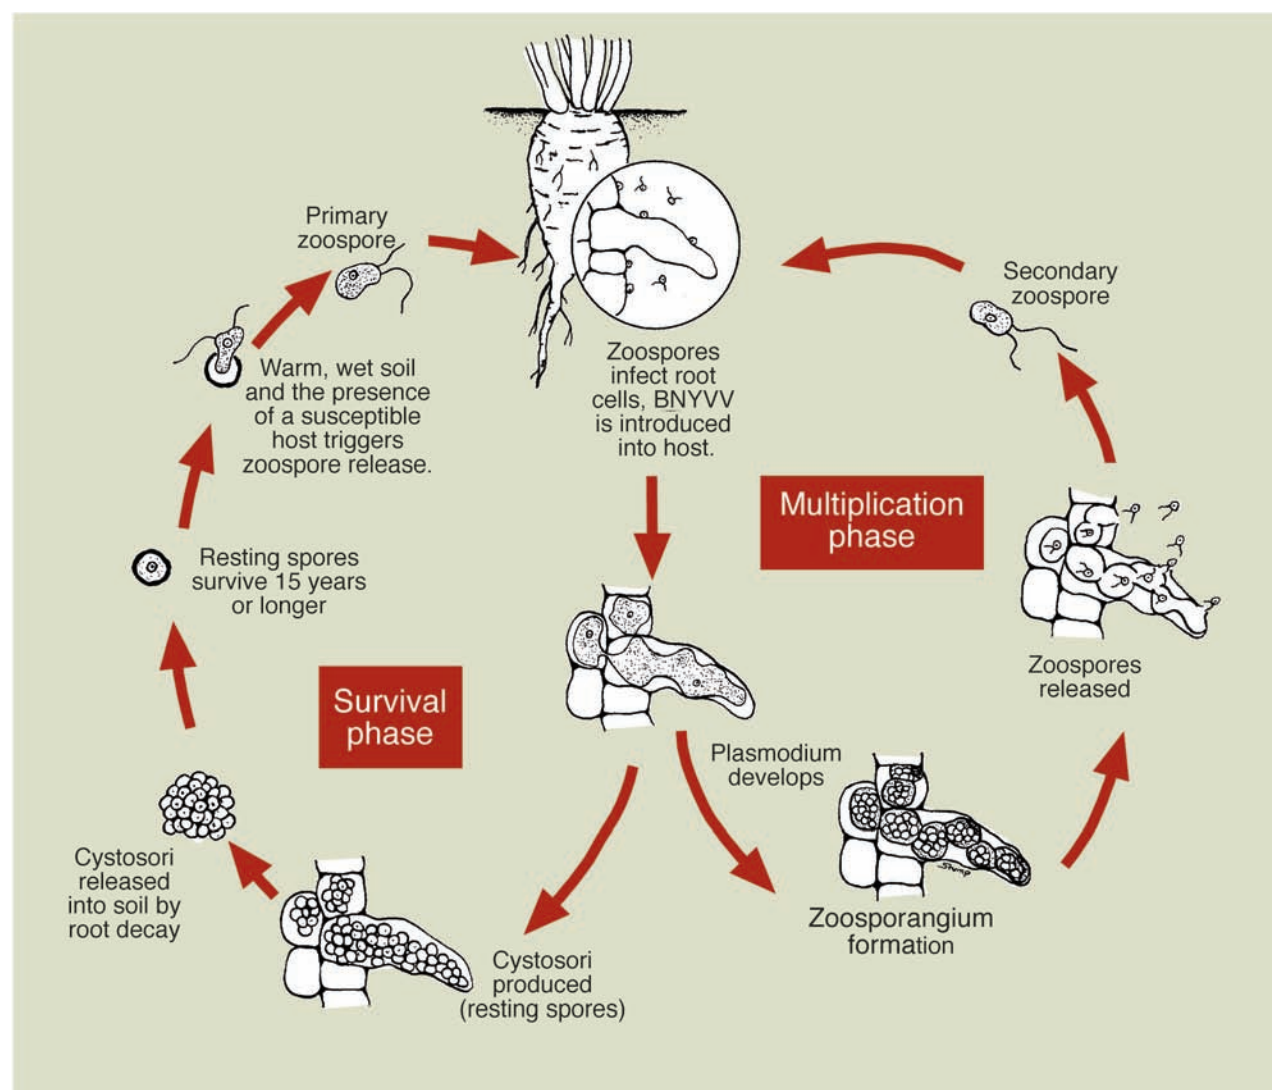 Primary
zoospore
Warm, wet soil
and the presence
of a susceptible
host triggers
zoospore release.
Resting spores
survive 15 years
or longer
Survival
phase
Cystosori
released
into soil by
root decay
Cystosori
produced
(resting spores)
Zoospores
infect root
cells, BNYVV
is introduced
into host.
Multiplication
phase
Plasmodium
develops
Zoosporangium
formation
Stump
Zoospores
released
Secondary
zoospore